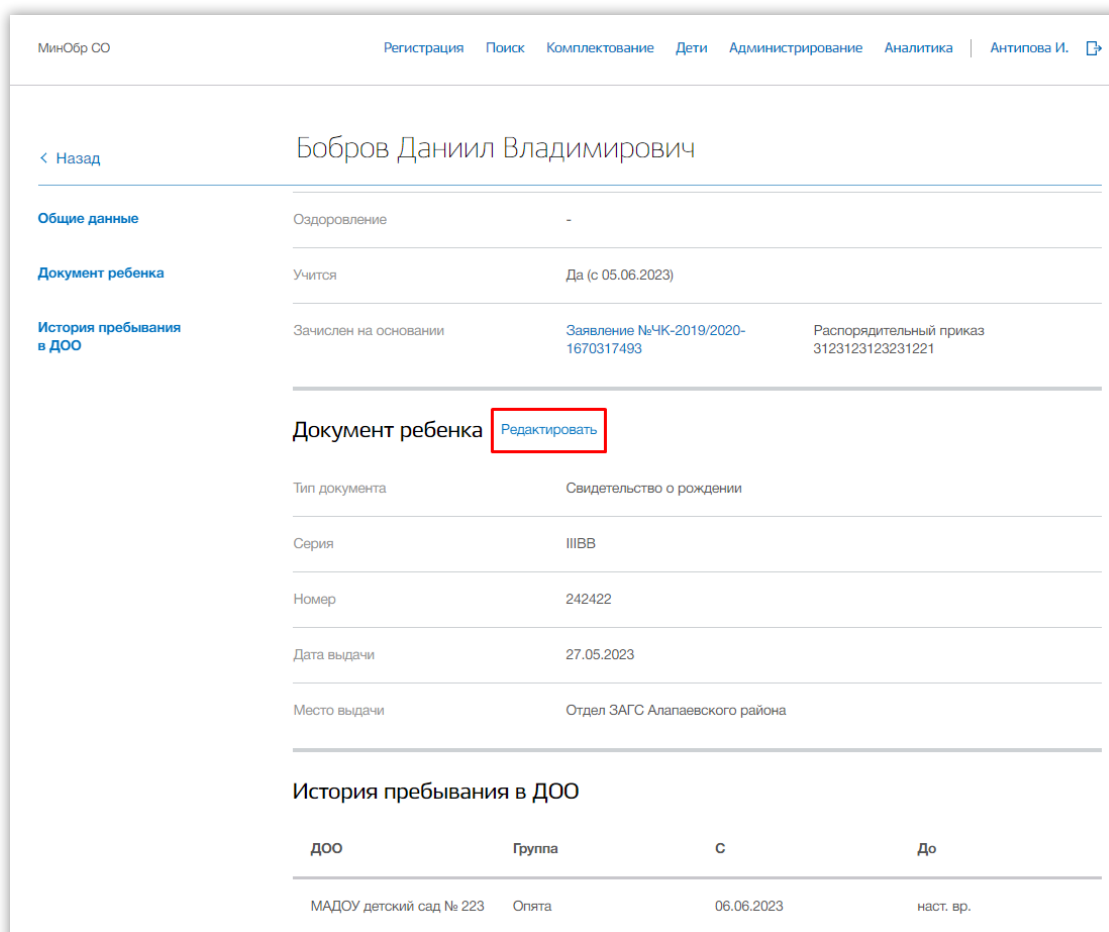 МинОбр СО
Регистрация Поиск Комплектование Дети Администрирование Аналитика Антипова И.
< Назад
Бобров Даниил Владимирович
Общие данные
Документ ребенка
История пребывания
в ДОО
Оздоровление -
Учится Да (с 05.06.2023)
Зачислен на основании Заявление №ЧК-2019/2020- Распорядительный приказ
1670317493 3123123123231221
Документ ребенка Редактировать
Тип документа Свидетельство о рождении
Серия IIIВВ
Номер 242422
Дата выдачи 27.05.2023
Место выдачи Отдел ЗАГС Алапаевского района
История пребывания в ДОО
ДОО Группа С До
МАДОУ детский сад № 223 Опята 06.06.2023 наст. вр.